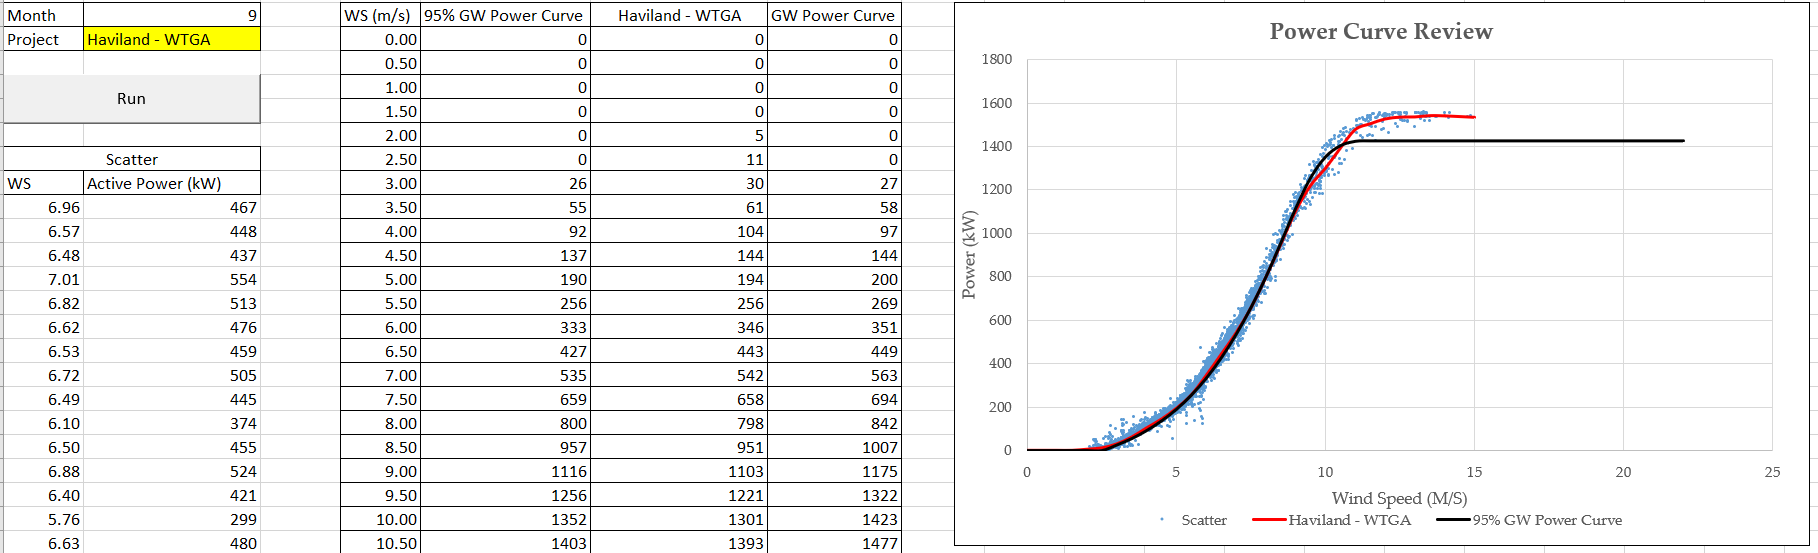 Month 9
Project Haviland - WTGA
Run
Scatter
WS Active Power (kW)
6.96 467
6.57 448
6.48 437
7.01 554
6.82 513
6.62 476
6.53 459
6.72 505
6.49 445
6.10 374
6.50 455
6.88 524
6.40 421
5.76 299
6.63 480
WS (m/s) 95% GW Power Curve Haviland - WTGA GW Power Curve
0.00 0 0 0
0.50 0 0 0
1.00 0 0 0
1.50 0 0 0
2.00 0 5 0
2.50 0 11 0
3.00 26 30 27
3.50 55 61 58
4.00 92 104 97
4.50 137 144 144
5.00 190 194 200
5.50 256 256 269
6.00 333 346 351
6.50 427 443 449
7.00 535 542 563
7.50 659 658 694
8.00 800 798 842
8.50 957 951 1007
9.00 1116 1103 1175
9.50 1256 1221 1322
10.00 1352 1301 1423
10.50 1403 1393 1477
Power Curve Review
1800
1600
1400
1200
1000
800
600
400
200
0
Power (kW)
0 5 10 15 20 25
Wind Speed (M/S)
Scatter Haviland - WTGA 95% GW Power Curve